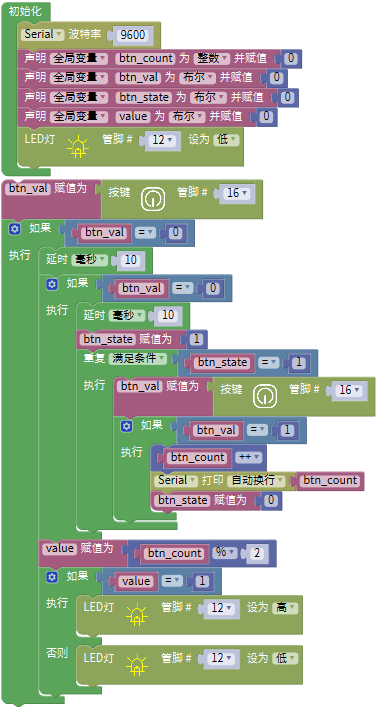 初始化
Serial 波特率 9600
声明 全局变量 btn_count 为 整数 并赋值 0
声明 全局变量 btn_val 为 布尔 并赋值 0
声明 全局变量 btn_state 为 布尔 并赋值 0
声明 全局变量 value 为 布尔 并赋值 0
LED灯 管脚 # 12 设为 低
btn_val 赋值为 按键 管脚 # 16
如果 btn_val = 0
执行 延时 毫秒 10
如果 btn_val = 0
执行 延时 毫秒 10
btn_state 赋值为 1
重复 满足条件 btn_state = 1
执行 btn_val 赋值为 按键 管脚 # 16
如果 btn_val = 1
执行 btn_count ++
Serial 打印 自动换行 btn_count
btn_state 赋值为 0
value 赋值为 btn_count % 2
如果 value = 1
执行 LED灯 管脚 # 12 设为 高
否则 LED灯 管脚 # 12 设为 低